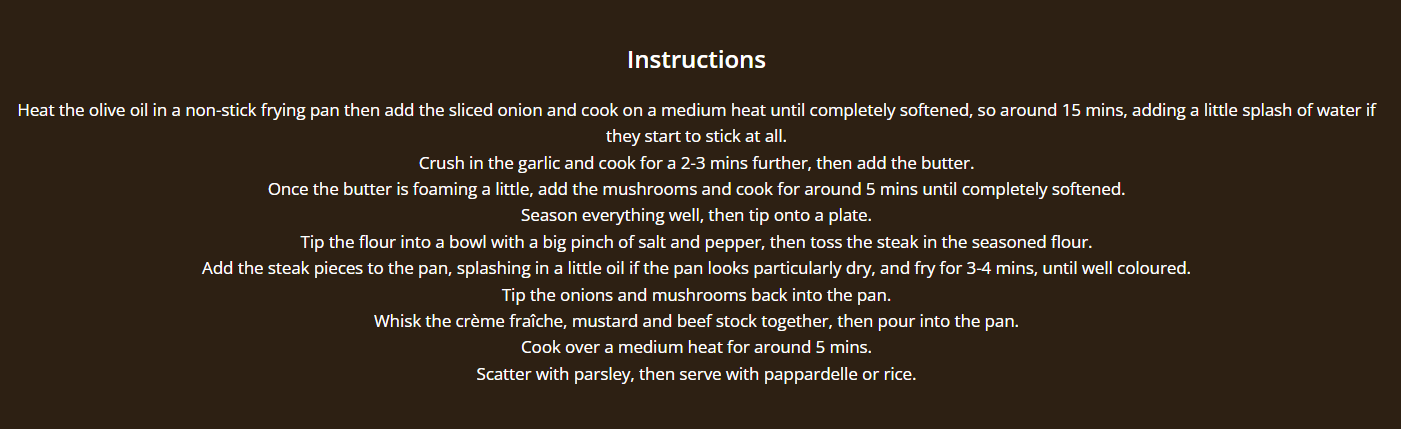 Instructions
Heat the olive oil in a non-stick frying pan then add the sliced onion and cook on a medium heat until completely softened, so around 15 mins, adding a little splash of water if
they start to stick at all.
Crush in the garlic and cook for a 2-3 mins further, then add the butter.
Once the butter is foaming a little, add the mushrooms and cook for around 5 mins until completely softened.
Season everything well, then tip onto a plate.
Tip the flour into a bowl with a big pinch of salt and pepper, then toss the steak in the seasoned flour.
Add the steak pieces to the pan, splashing in a little oil if the pan looks particularly dry, and fry for 3-4 mins, until well coloured.
Tip the onions and mushrooms back into the pan.
Whisk the crème fraîche, mustard and beef stock together, then pour into the pan.
Cook over a medium heat for around 5 mins.
Scatter with parsley, then serve with pappardelle or rice.